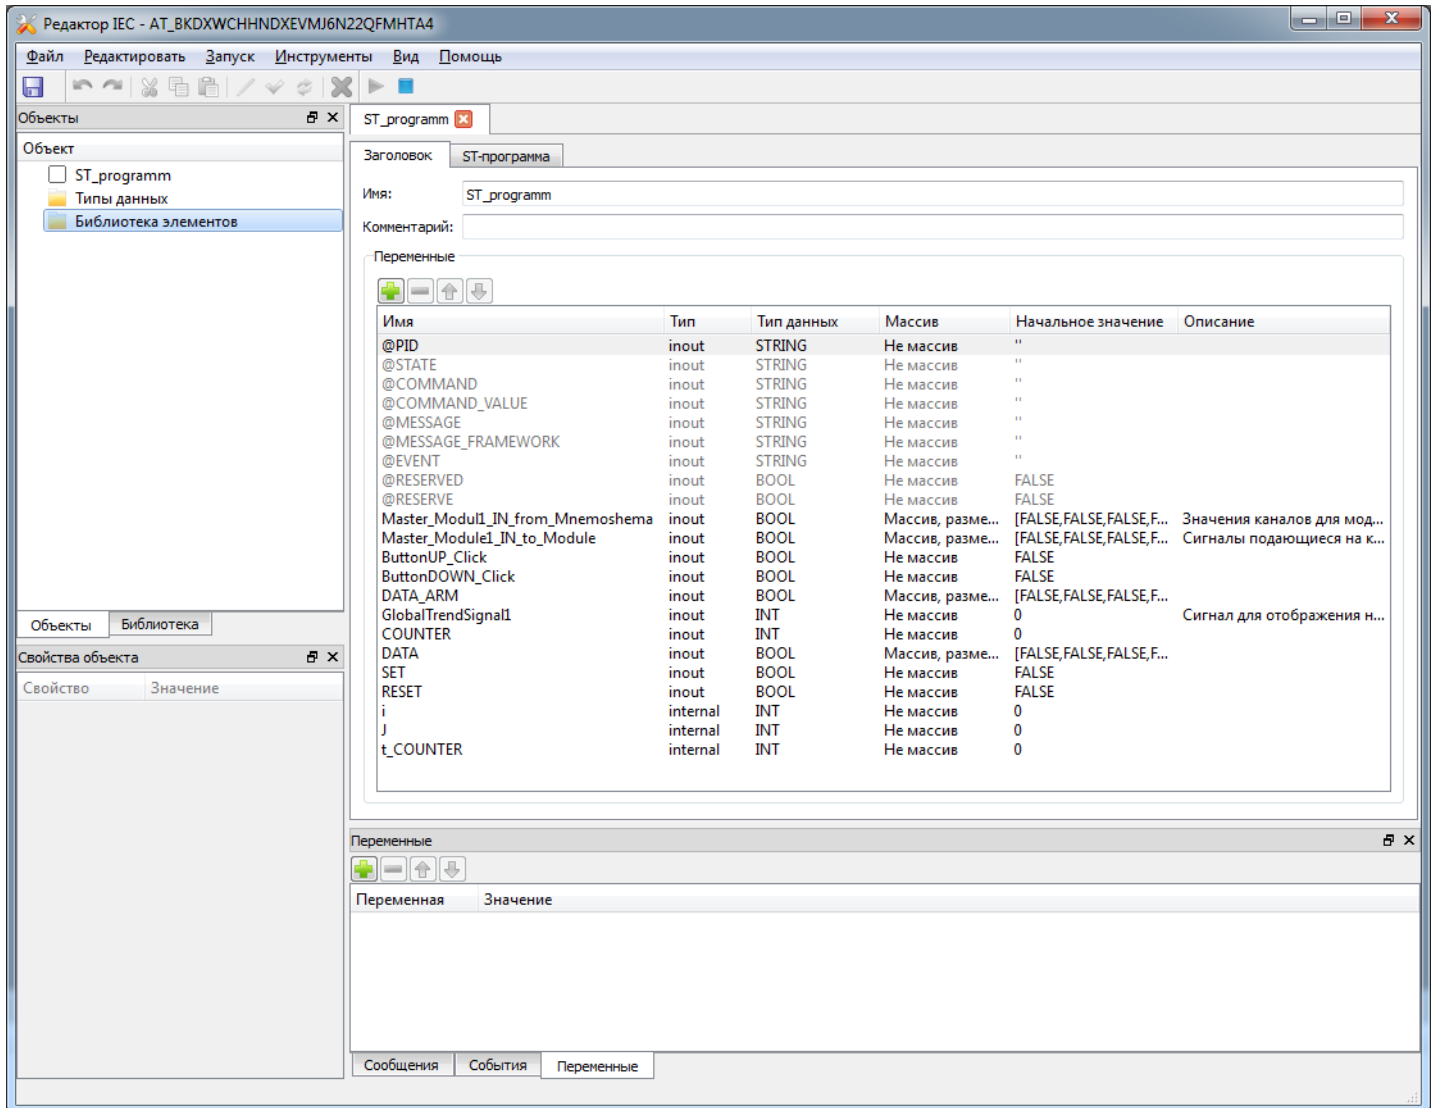 Редактор IEC - AT_BKDXWCHHNDXEVMJ6N22QFMHTA4
Файл Редактировать Запуск Инструменты Вид Помощь
Объекты
Объект
ST_programm
Типы данных
Библиотека элементов
Объекты Библиотека
Свойства объекта
Свойство Значение
ST_programm
Заголовок ST-программа
Имя: ST_programm
Комментарий:
Переменные
Имя Тип Тип данных Массив Начальное значение Описание
@PID inout STRING Не массив ''
@STATE inout STRING Не массив ''
@COMMAND inout STRING Не массив ''
@COMMAND_VALUE inout STRING Не массив ''
@MESSAGE inout STRING Не массив ''
@MESSAGE_FRAMEWORK inout STRING Не массив ''
@EVENT inout STRING Не массив ''
@RESERVED inout BOOL Не массив FALSE
@RESERVE inout BOOL Не массив FALSE
Master_Modul1_IN_from_Mnemoshema inout BOOL Массив, разме... [FALSE,FALSE,FALSE,F... Значения каналов для мод...
Master_Module1_IN_to_Module inout BOOL Массив, разме... [FALSE,FALSE,FALSE,F... Сигналы подающиеся на к...
ButtonUP_Click inout BOOL Не массив FALSE
ButtonDOWN_Click inout BOOL Не массив FALSE
DATA_ARM inout BOOL Массив, разме... [FALSE,FALSE,FALSE,F...
GlobalTrendSignal1 inout INT Не массив 0 Сигнал для отображения н...
COUNTER inout INT Не массив 0
DATA inout BOOL Массив, разме... [FALSE,FALSE,FALSE,F...
SET inout BOOL Не массив FALSE
RESET inout BOOL Не массив FALSE
i internal INT Не массив 0
J internal INT Не массив 0
t_COUNTER internal INT Не массив 0
Переменные
Переменная Значение
Сообщения События Переменные